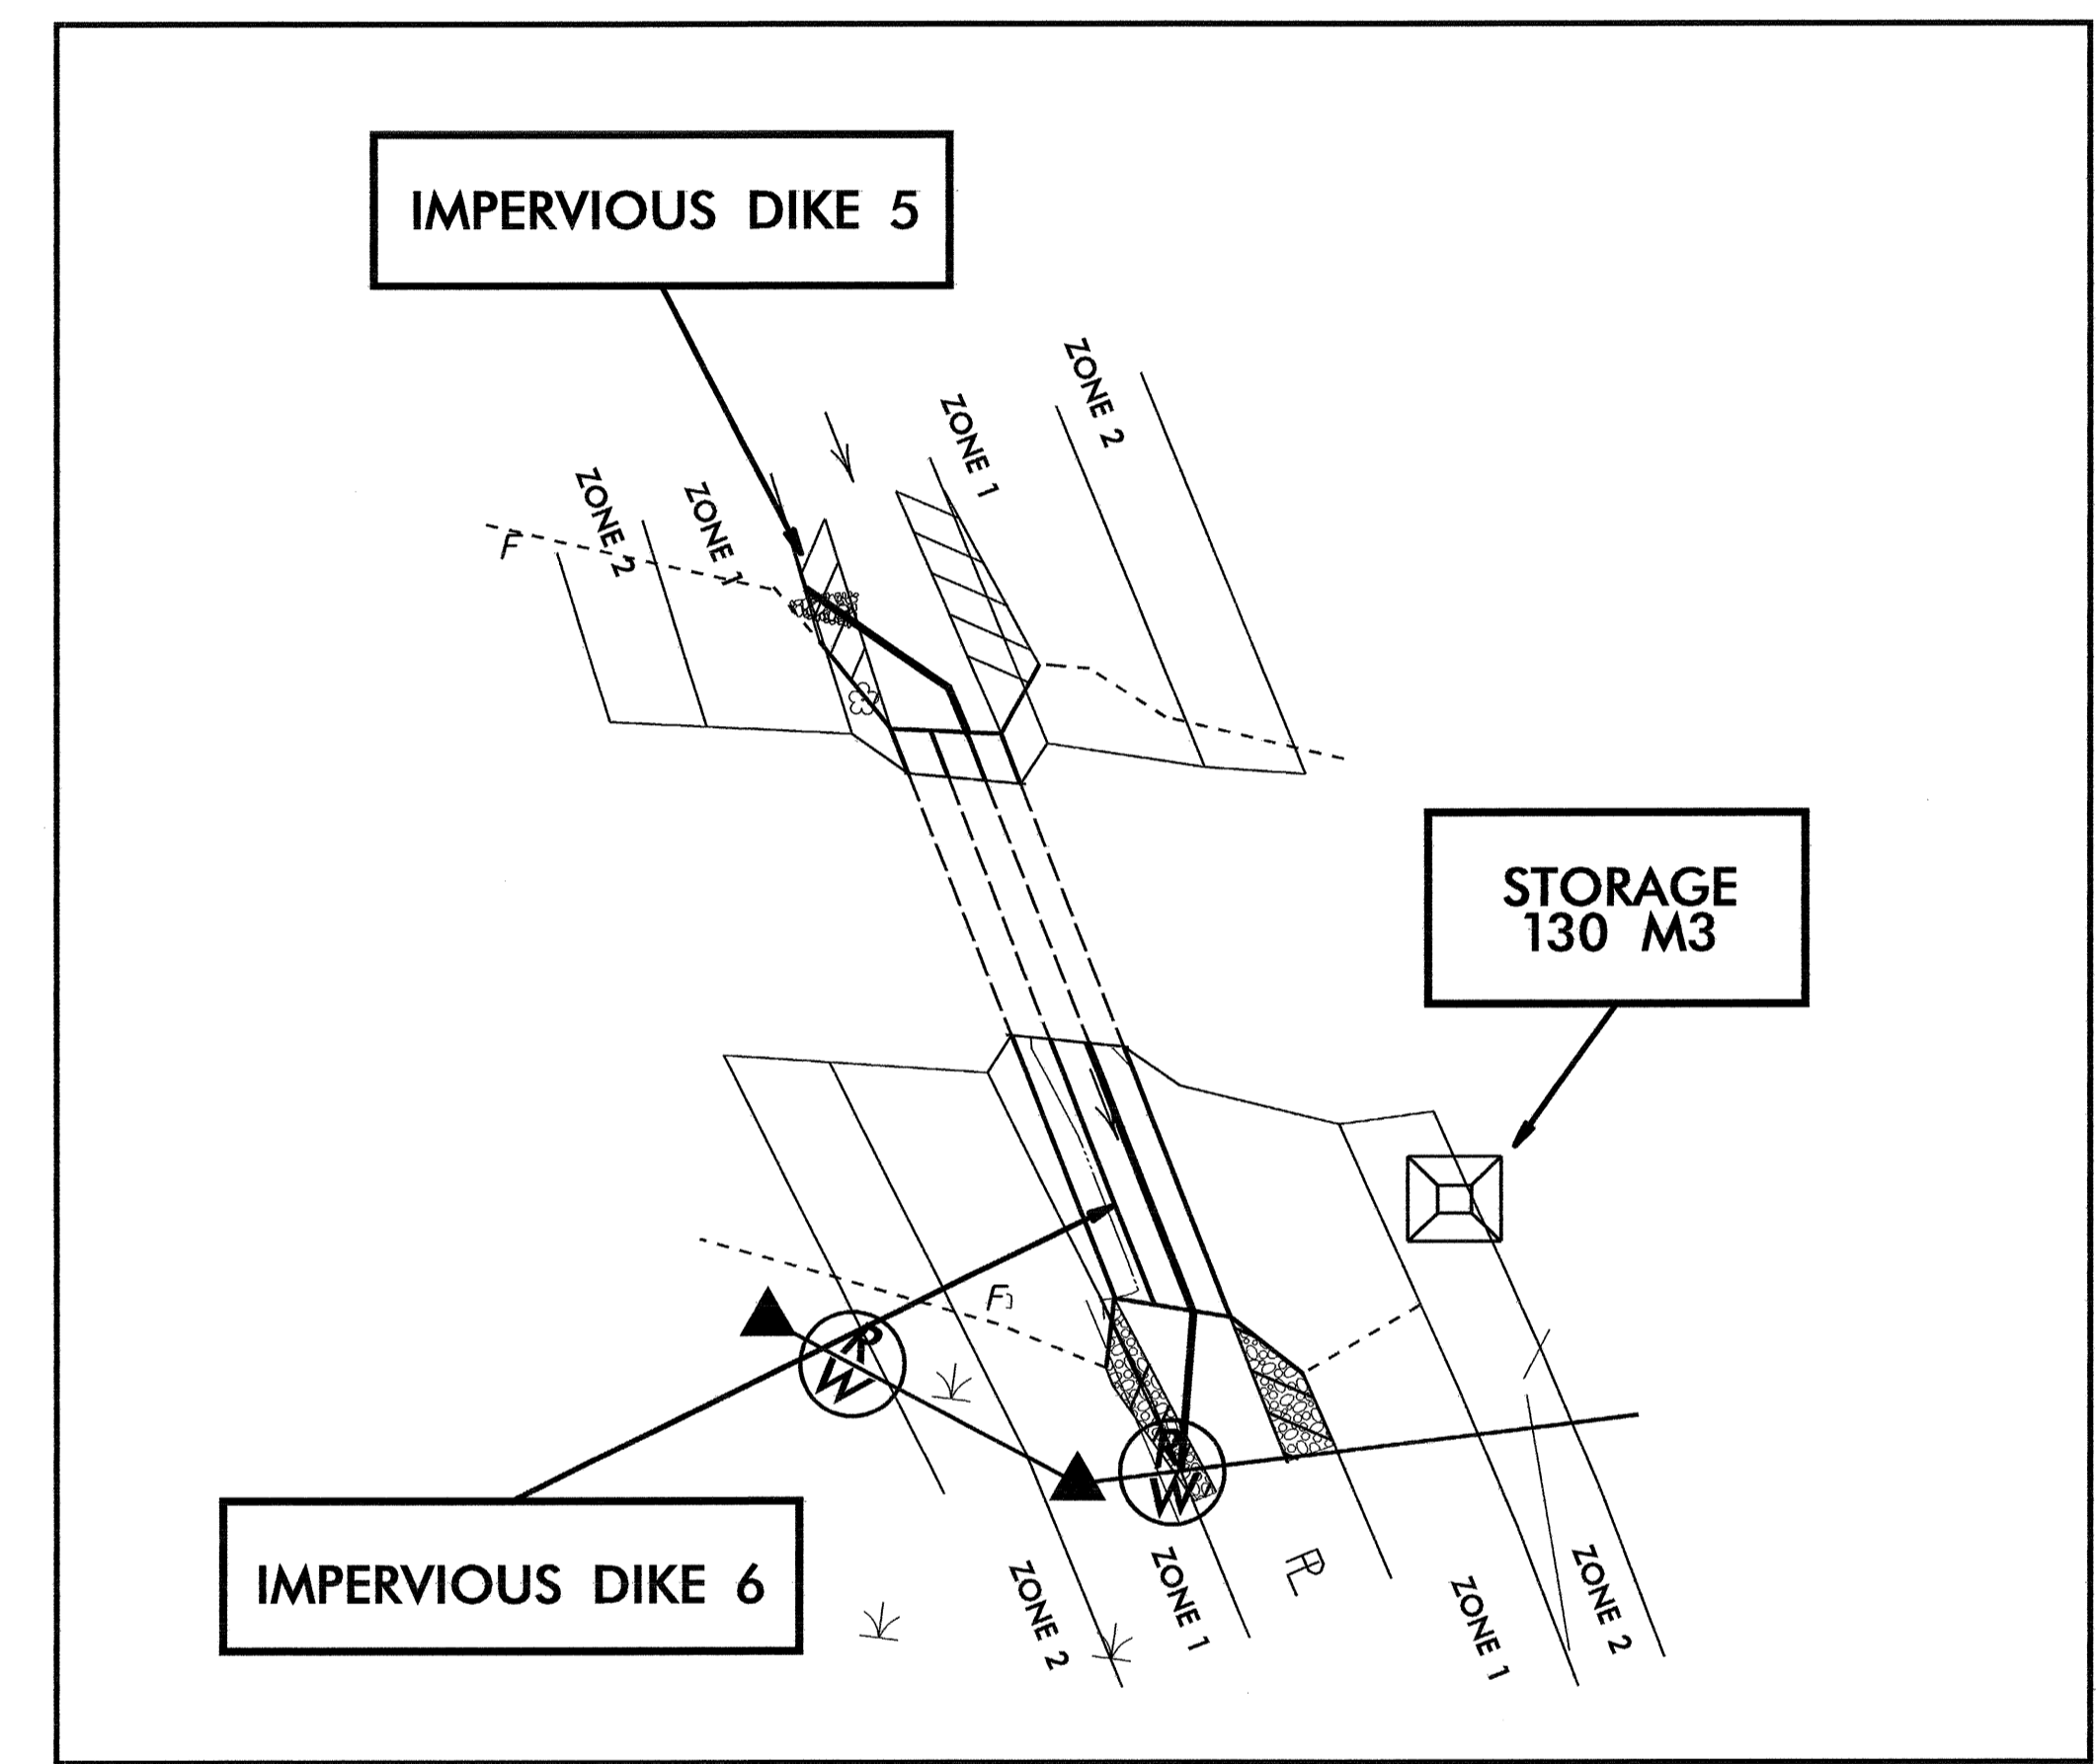 IMPERVIOUS DIKE 5
ZONE 2
ZONE 1
ZONE 1
ZONE 2
F
STORAGE
130 M3
F
R
W
R
W
IMPERVIOUS DIKE 6
ZONE 2
ZONE 1
ZONE 1
ZONE 2